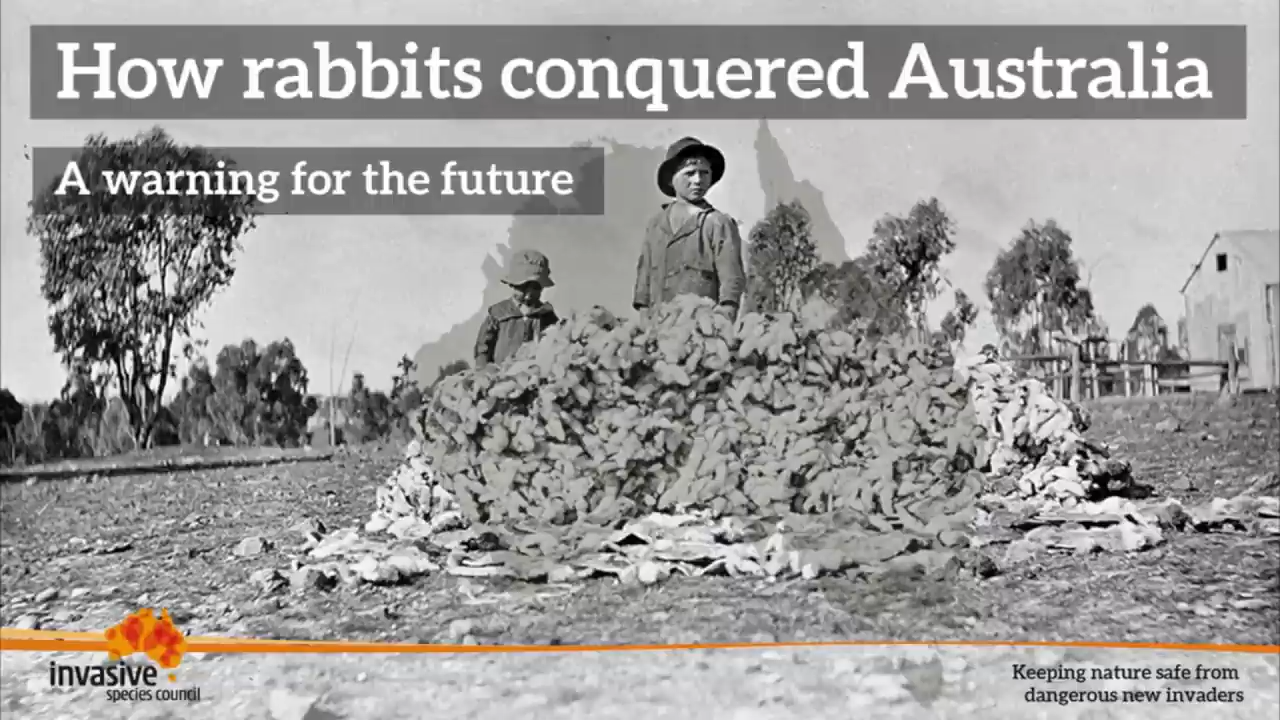 How rabbits conquered Australia
A warning for the future
invasive
species council
Keeping nature safe from
dangerous new invaders